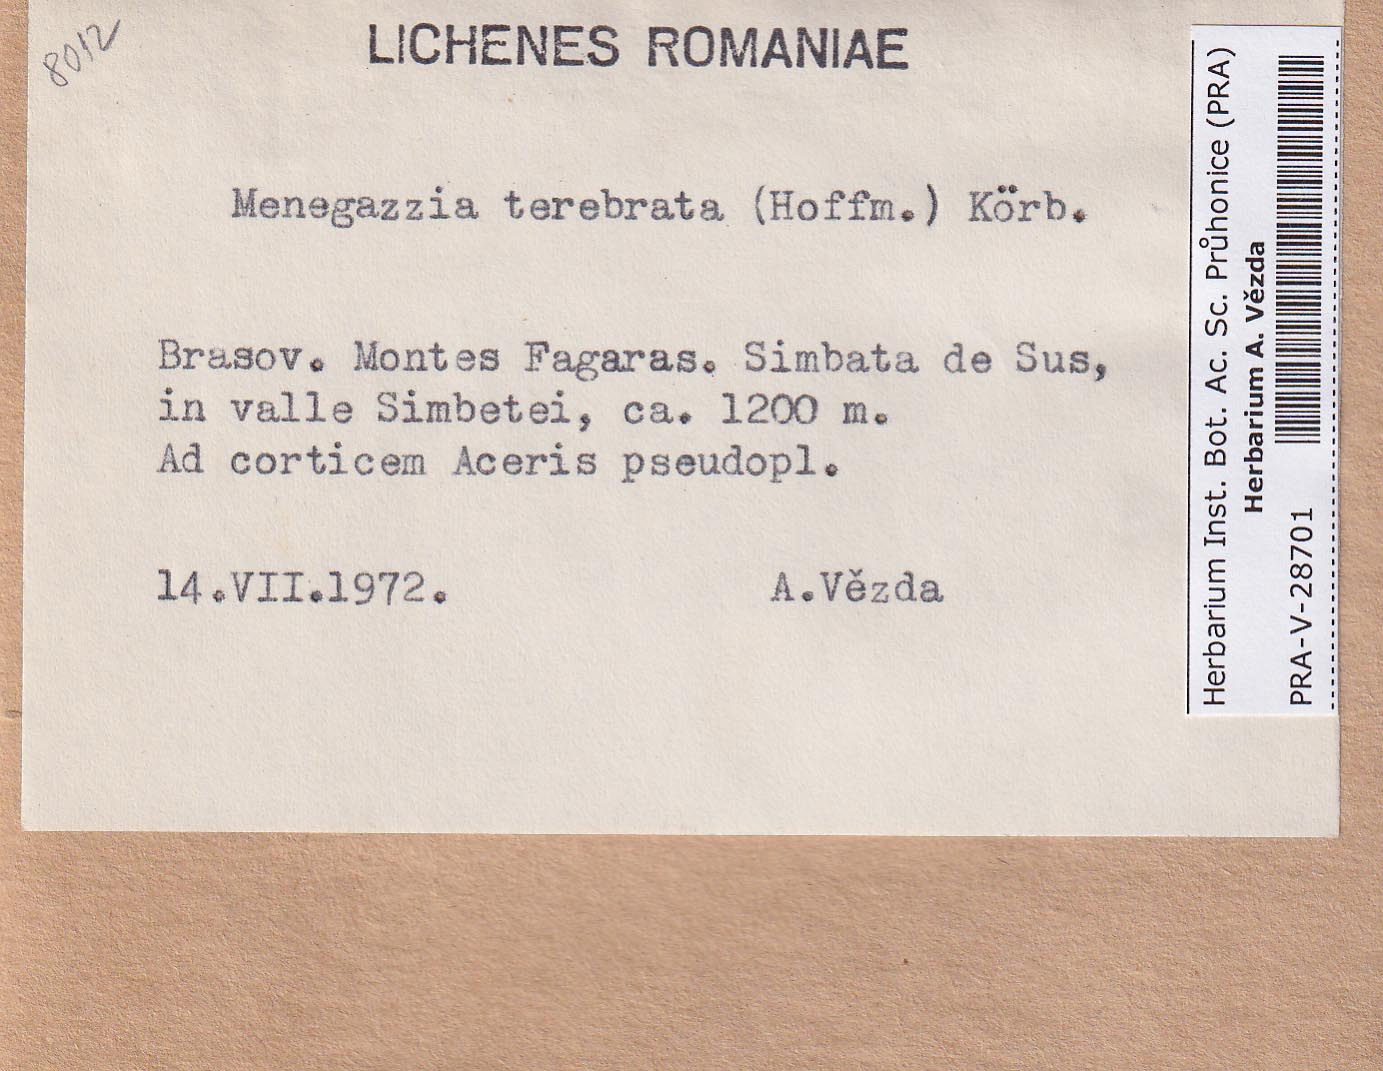 8012
LICHENES ROMANIAE
Menegazzia terebrata (Hoffm.) Körb.
Brasov. Montes Fagaras. Simbata de Sus,
in valle Simbetei, ca. 1200 m.
Ad corticem Aceris pseudopl.
14.VII.1972. A.Vězda
Herbarium Inst. Bot. Ac. Sc. Průhonice (PRA)
Herbarium A. Vězda
PRA-V-28701